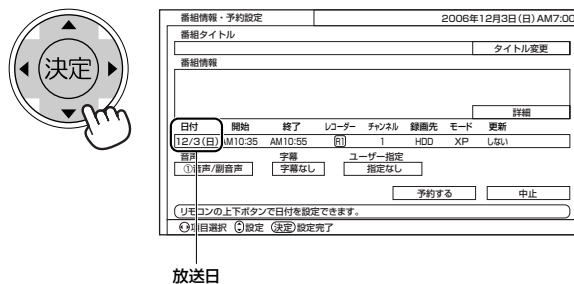 決定
番組情報・予約設定 2006年12月3日(日)AM7:00
番組タイトル
タイトル変更
番組情報
詳細
日付 開始 終了 レコーダー チャンネル 録画先 モード 更新
12/3(日) AM10:35 AM10:55 R1 1 HDD XP しない
音声 字幕 ユーザー指定
①音声/副音声 字幕なし 指定なし
予約する 中止
リモコンの上下ボタンで日付を設定できます。
項目選択 設定 決定 設定完了
放送日